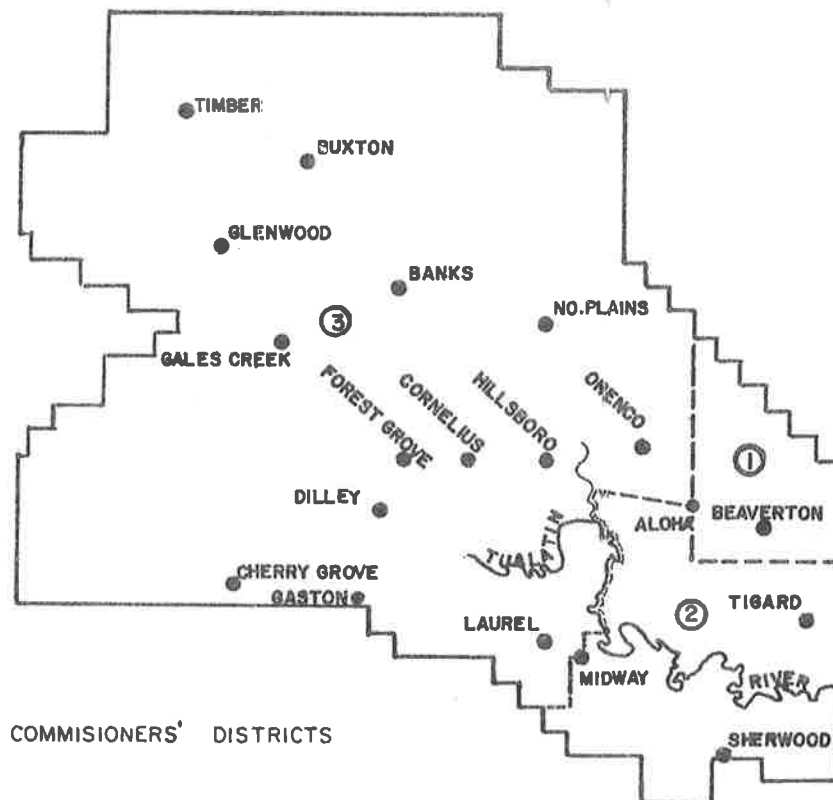 TIMBER
BUXTON
GLENWOOD
BANKS
NO. PLAINS
③
GALES CREEK
FOREST GROVE
CORNELIUS
HILLSBORO
ORENCO
①
DILLEY
ALOHA
BEAVERTON
TUALATIN
CHERRY GROVE
GASTON
②
TIGARD
LAUREL
MIDWAY
RIVER
COMMISIONERS' DISTRICTS
SHERWOOD